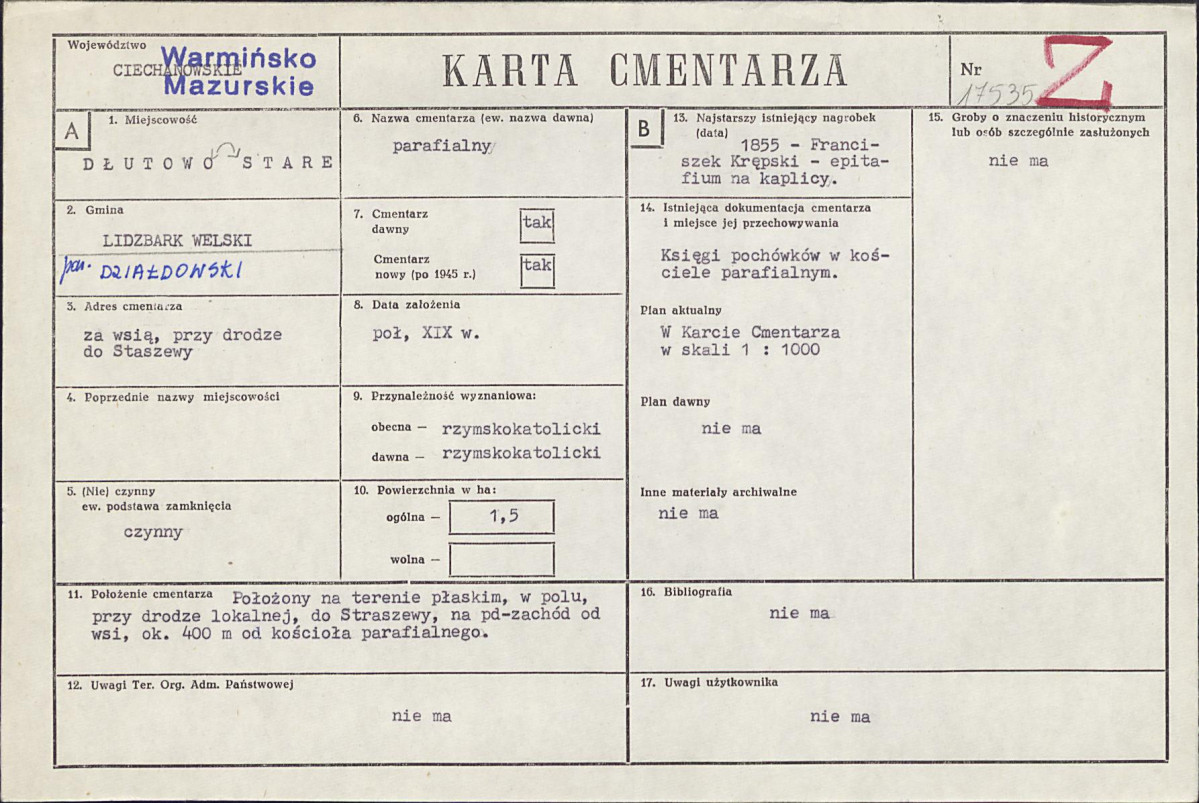 Województwo
CIECHANOWSKIE
Warmińsko
Mazurskie
KARTA CMENTARZA
Nr
17535
Z
A
1. Miejscowość
DŁUTOWO STARE
2. Gmina
LIDZBARK WELSKI
pow. DZIAŁDOWSKI
3. Adres cmentarza
za wsią, przy drodze
do Staszewy
4. Poprzednie nazwy miejscowości
5. (Nie) czynny
ew. podstawa zamknięcia
czynny
6. Nazwa cmentarza (ew. nazwa dawna)
parafialny
7. Cmentarz
dawny
tak
Cmentarz
nowy (po 1945 r.)
tak
8. Data założenia
poł, XIX w.
9. Przynależność wyznaniowa:
obecna — rzymskokatolicki
dawna — rzymskokatolicki
10. Powierzchnia w ha:
ogólna — 1,5
wolna —
11. Położenie cmentarza Położony na terenie płaskim, w polu,
przy drodze lokalnej, do Straszewy, na pd-zachód od
wsi, ok. 400 m od kościoła parafialnego.
12. Uwagi Ter. Org. Adm. Państwowej
nie ma
B
13. Najstarszy istniejący nagrobek
(data)
1855 - Franci-
szek Krępski - epita-
fium na kaplicy.
14. Istniejąca dokumentacja cmentarza
i miejsce jej przechowywania
Księgi pochówków w koś-
ciele parafialnym.
Plan aktualny
W Karcie Cmentarza
w skali 1 : 1000
Plan dawny
nie ma
Inne materiały archiwalne
nie ma
15. Groby o znaczeniu historycznym
lub osób szczególnie zasłużonych
nie ma
16. Bibliografia
nie ma
17. Uwagi użytkownika
nie ma